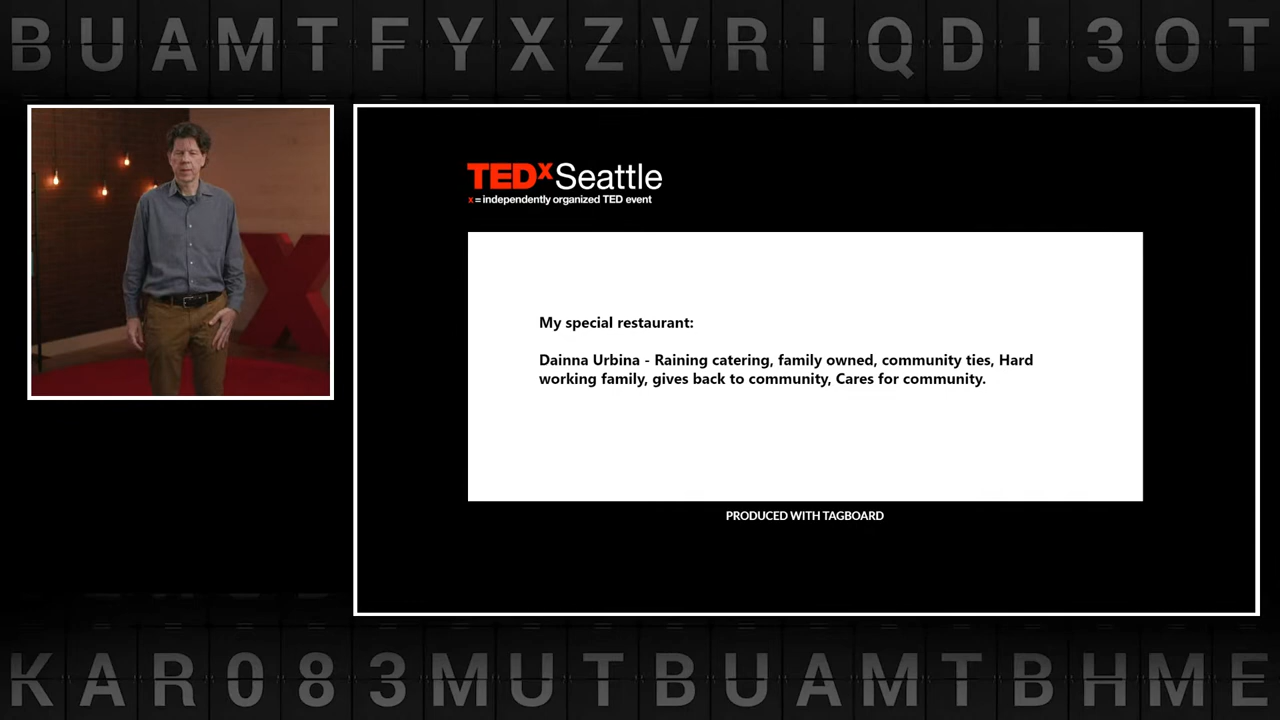 BUAMTFYXZVRIQDI3OT
TEDxSeattle
x = independently organized TED event
My special restaurant:
Dainna Urbina - Raining catering, family owned, community ties, Hard
working family, gives back to community, Cares for community.
PRODUCED WITH TAGBOARD
KAR083MUTBUAMTBHME